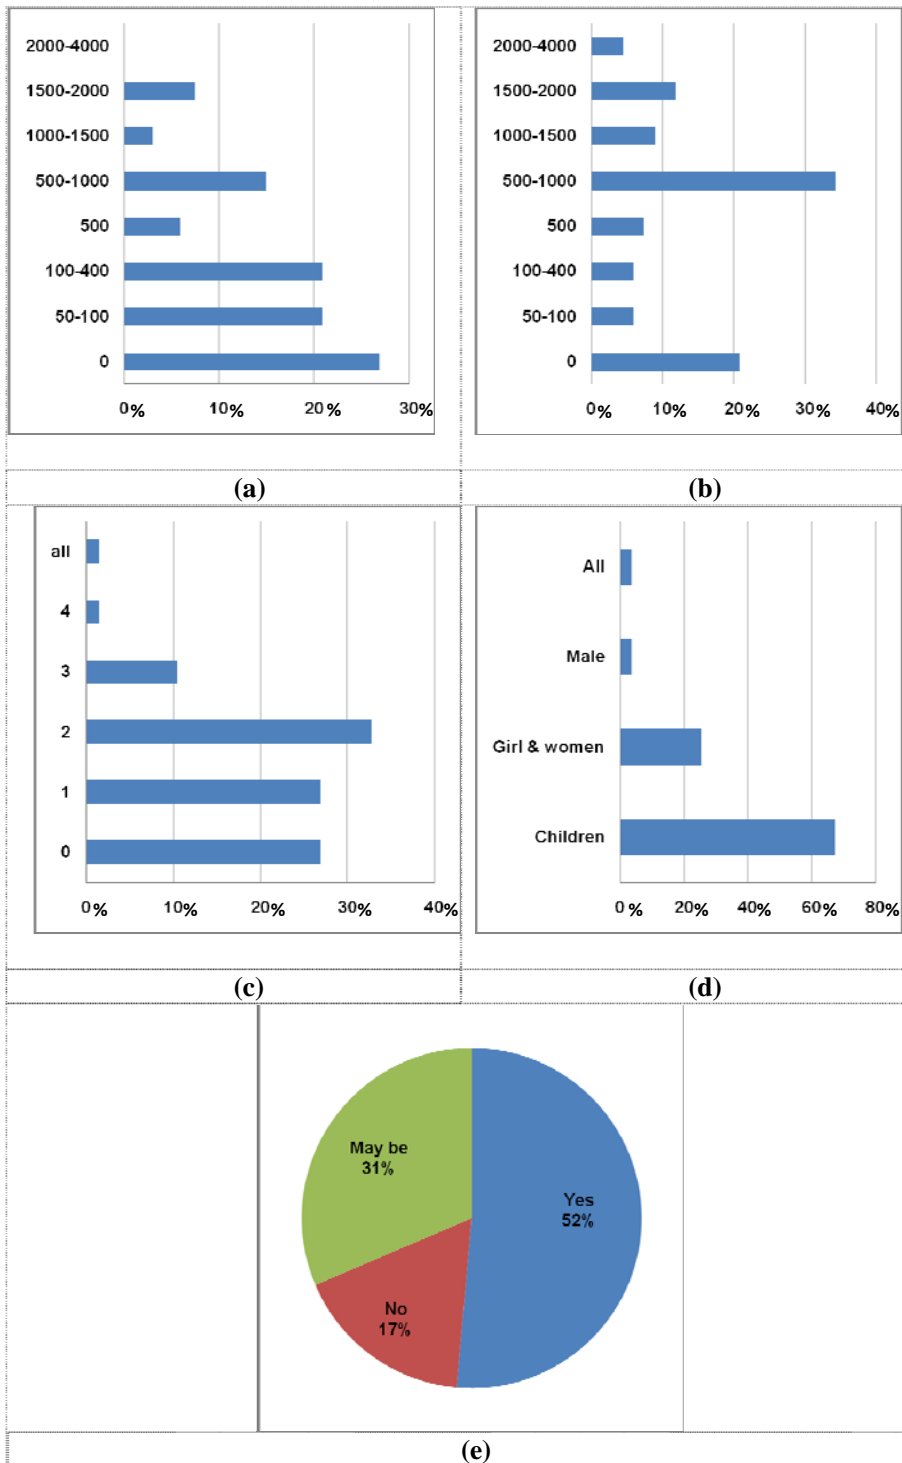 2000-4000
1500-2000
1000-1500
500-1000
500
100-400
50-100
0
0% 10% 20% 30%
(a)
2000-4000
1500-2000
1000-1500
500-1000
500
100-400
50-100
0
0% 10% 20% 30% 40%
(b)
all
4
3
2
1
0
0% 10% 20% 30% 40%
(c)
All
Male
Girl & women
Children
0% 20% 40% 60% 80%
(d)
May be
31%
Yes
52%
No
17%
(e)